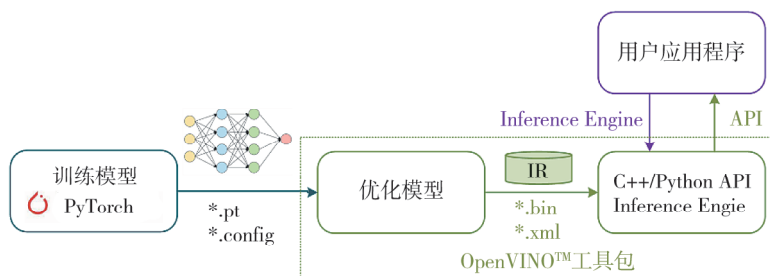 用户应用程序
Inference Engine
API
训练模型
PyTorch
*.pt
*.config
优化模型
IR
*.bin
*.xml
C++/Python API
Inference Engie
OpenVINO™工具包